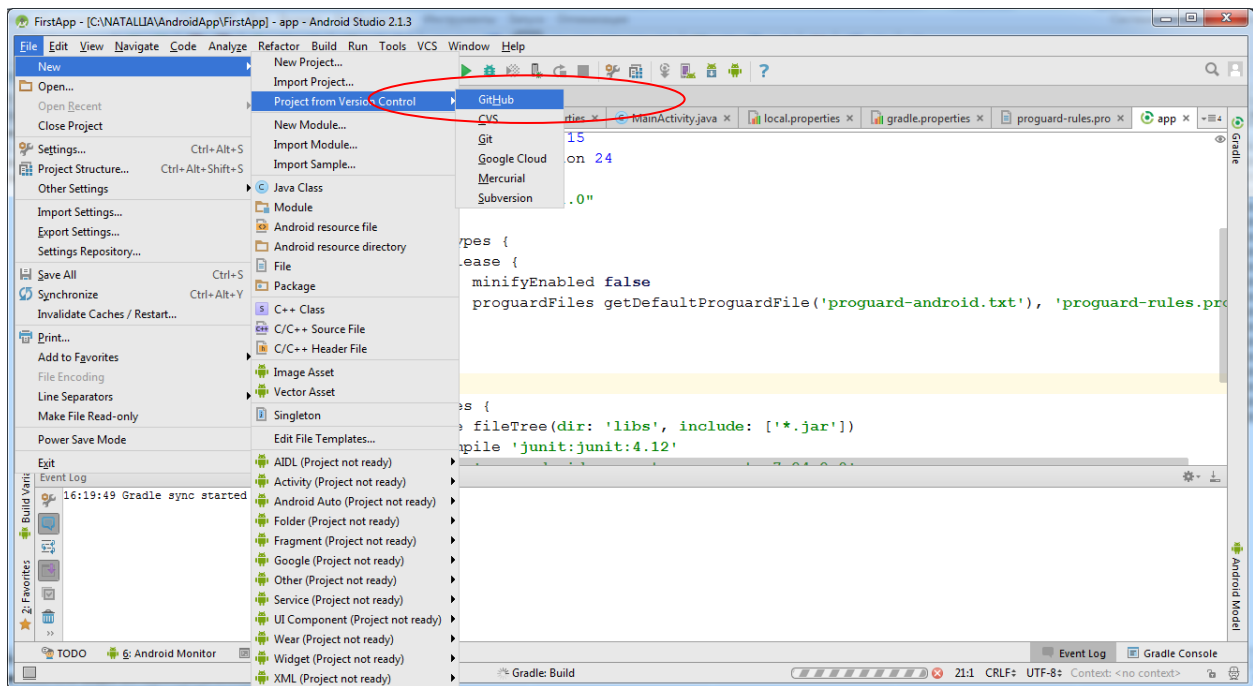 FirstApp - [C:\NATALLIA\AndroidApp\FirstApp] - app - Android Studio 2.1.3
File Edit View Navigate Code Analyze Refactor Build Run Tools VCS Window Help
New
Open...
Open Recent
Close Project
Settings... Ctrl+Alt+S
Project Structure... Ctrl+Alt+Shift+S
Other Settings
Import Settings...
Export Settings...
Settings Repository...
Save All Ctrl+S
Synchronize Ctrl+Alt+Y
Invalidate Caches / Restart...
Print...
Add to Favorites
File Encoding
Line Separators
Make File Read-only
Power Save Mode
Exit
New Project...
Import Project...
Project from Version Control
New Module...
Import Module...
Import Sample...
Java Class
Module
Android resource file
Android resource directory
File
Package
C++ Class
C/C++ Source File
C/C++ Header File
Image Asset
Vector Asset
Singleton
Edit File Templates...
AIDL (Project not ready)
Activity (Project not ready)
Android Auto (Project not ready)
Folder (Project not ready)
Fragment (Project not ready)
Google (Project not ready)
Other (Project not ready)
Service (Project not ready)
UI Component (Project not ready)
Wear (Project not ready)
Widget (Project not ready)
XML (Project not ready)
GitHub
CVS
Git
Google Cloud
Mercurial
Subversion
rties MainActivity.java local.properties gradle.properties proguard-rules.pro app
15
on 24
.0"
ypes {
ease {
minifyEnabled false
proguardFiles getDefaultProguardFile('proguard-android.txt'), 'proguard-rules.pro
es {
e fileTree(dir: 'libs', include: ['*.jar'])
mpile 'junit:junit:4.12'
Gradle
Android Model
Build Vari
2: Favorites
Event Log
16:19:49 Gradle sync started
TODO 6: Android Monitor Event Log Gradle Console
Gradle: Build 21:1 CRLF UTF-8 Context: <no context>